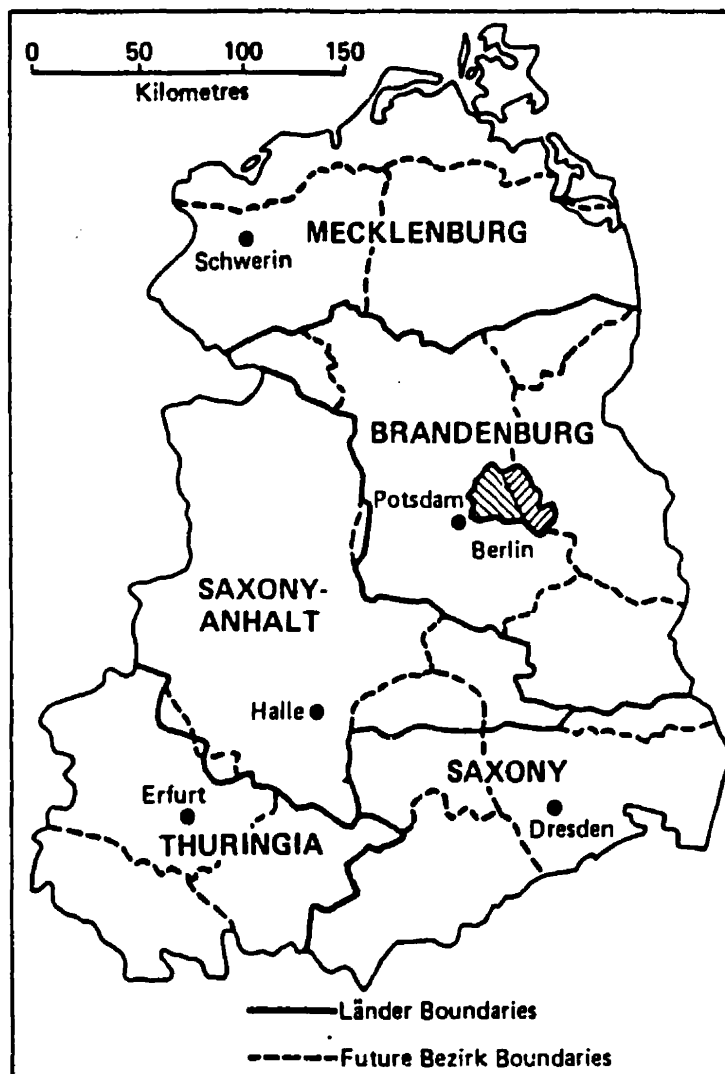 0 50 100 150
Kilometres
MECKLENBURG
Schwerin
BRANDENBURG
Potsdam
Berlin
SAXONY-
ANHALT
Halle
SAXONY
Erfurt
Dresden
THURINGIA
Länder Boundaries
Future Bezirk Boundaries